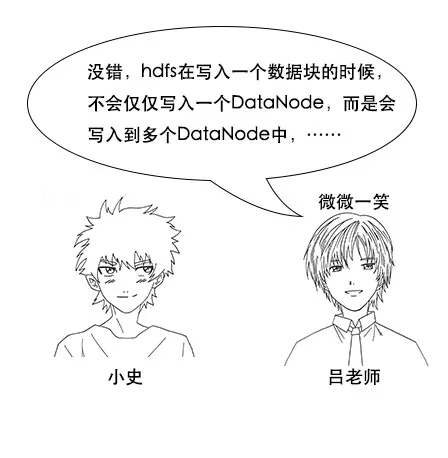 没错，hdfs在写入一个数据块的时候，
不会仅仅写入一个DataNode，而是会
写入到多个DataNode中，……
微微一笑
小史
吕老师